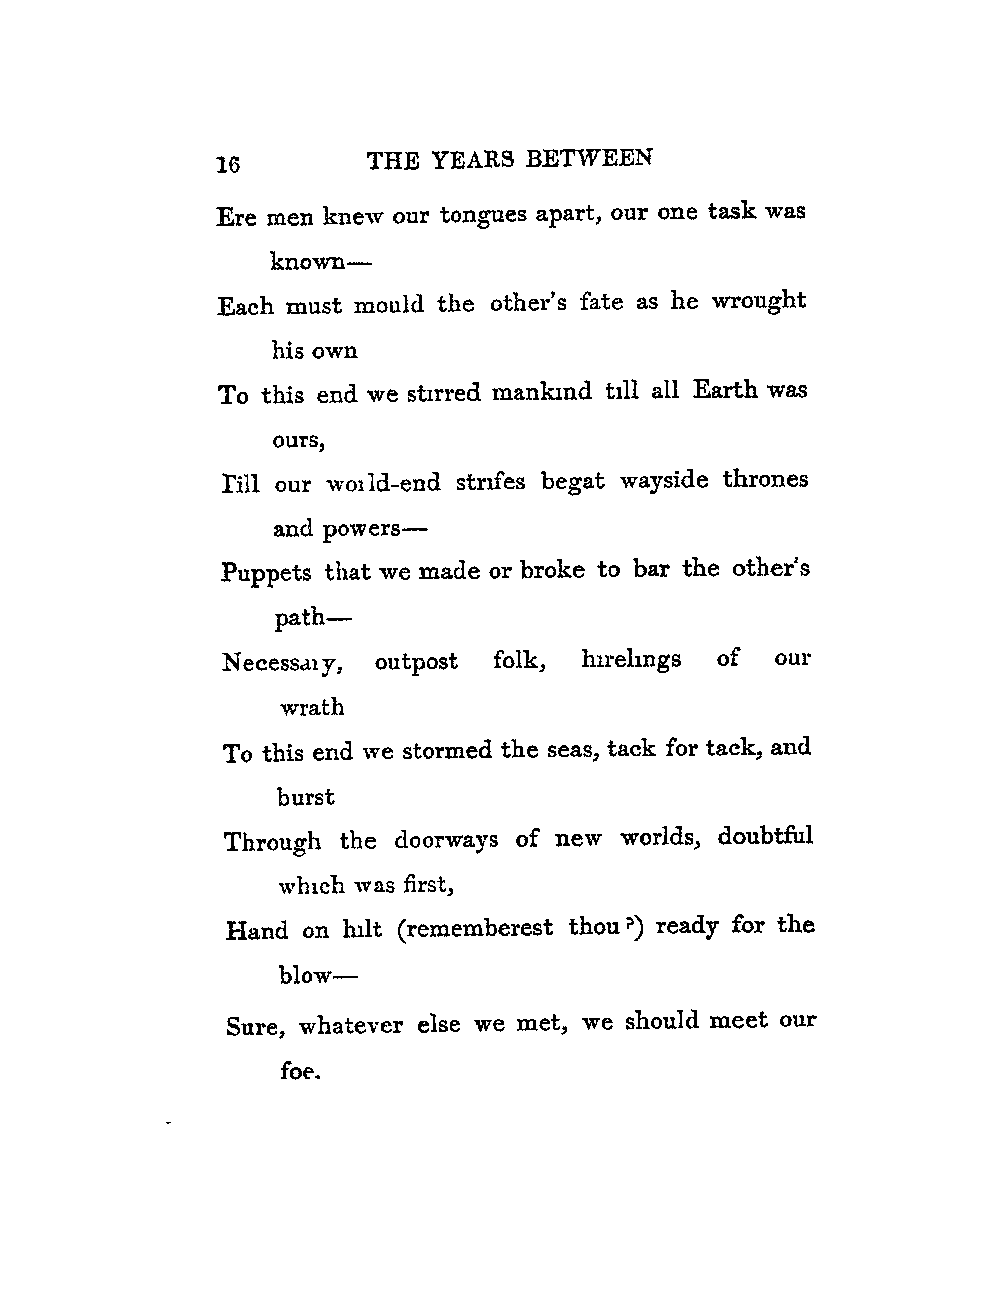 16 THE YEARS BETWEEN
Ere men knew our tongues apart, our one task was
known—
Each must mould the other's fate as he wrought
his own
To this end we stirred mankind till all Earth was
ours,
Till our world-end strifes begat wayside thrones
and powers—
Puppets that we made or broke to bar the other's
path—
Necessary, outpost folk, hirelings of our
wrath
To this end we stormed the seas, tack for tack, and
burst
Through the doorways of new worlds, doubtful
which was first,
Hand on hilt (rememberest thou?) ready for the
blow—
Sure, whatever else we met, we should meet our
foe.